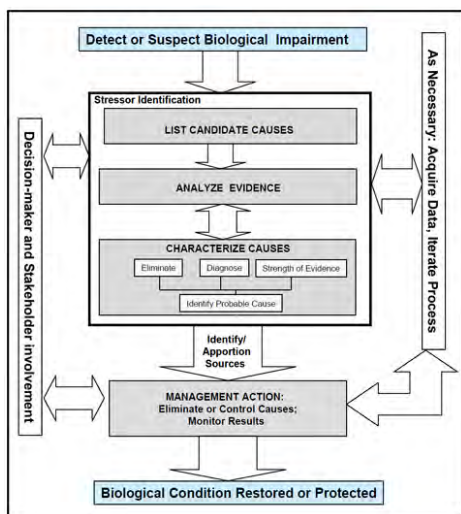 Detect or Suspect Biological Impairment
Stressor Identification
LIST CANDIDATE CAUSES
ANALYZE EVIDENCE
CHARACTERIZE CAUSES
Eliminate
Diagnose
Strength of Evidence
Identify Probable Cause
Identify/
Apportion
Sources
MANAGEMENT ACTION:
Eliminate or Control Causes;
Monitor Results
Biological Condition Restored or Protected
Decision-maker and Stakeholder involvement
As Necessary: Acquire Data, Iterate Process